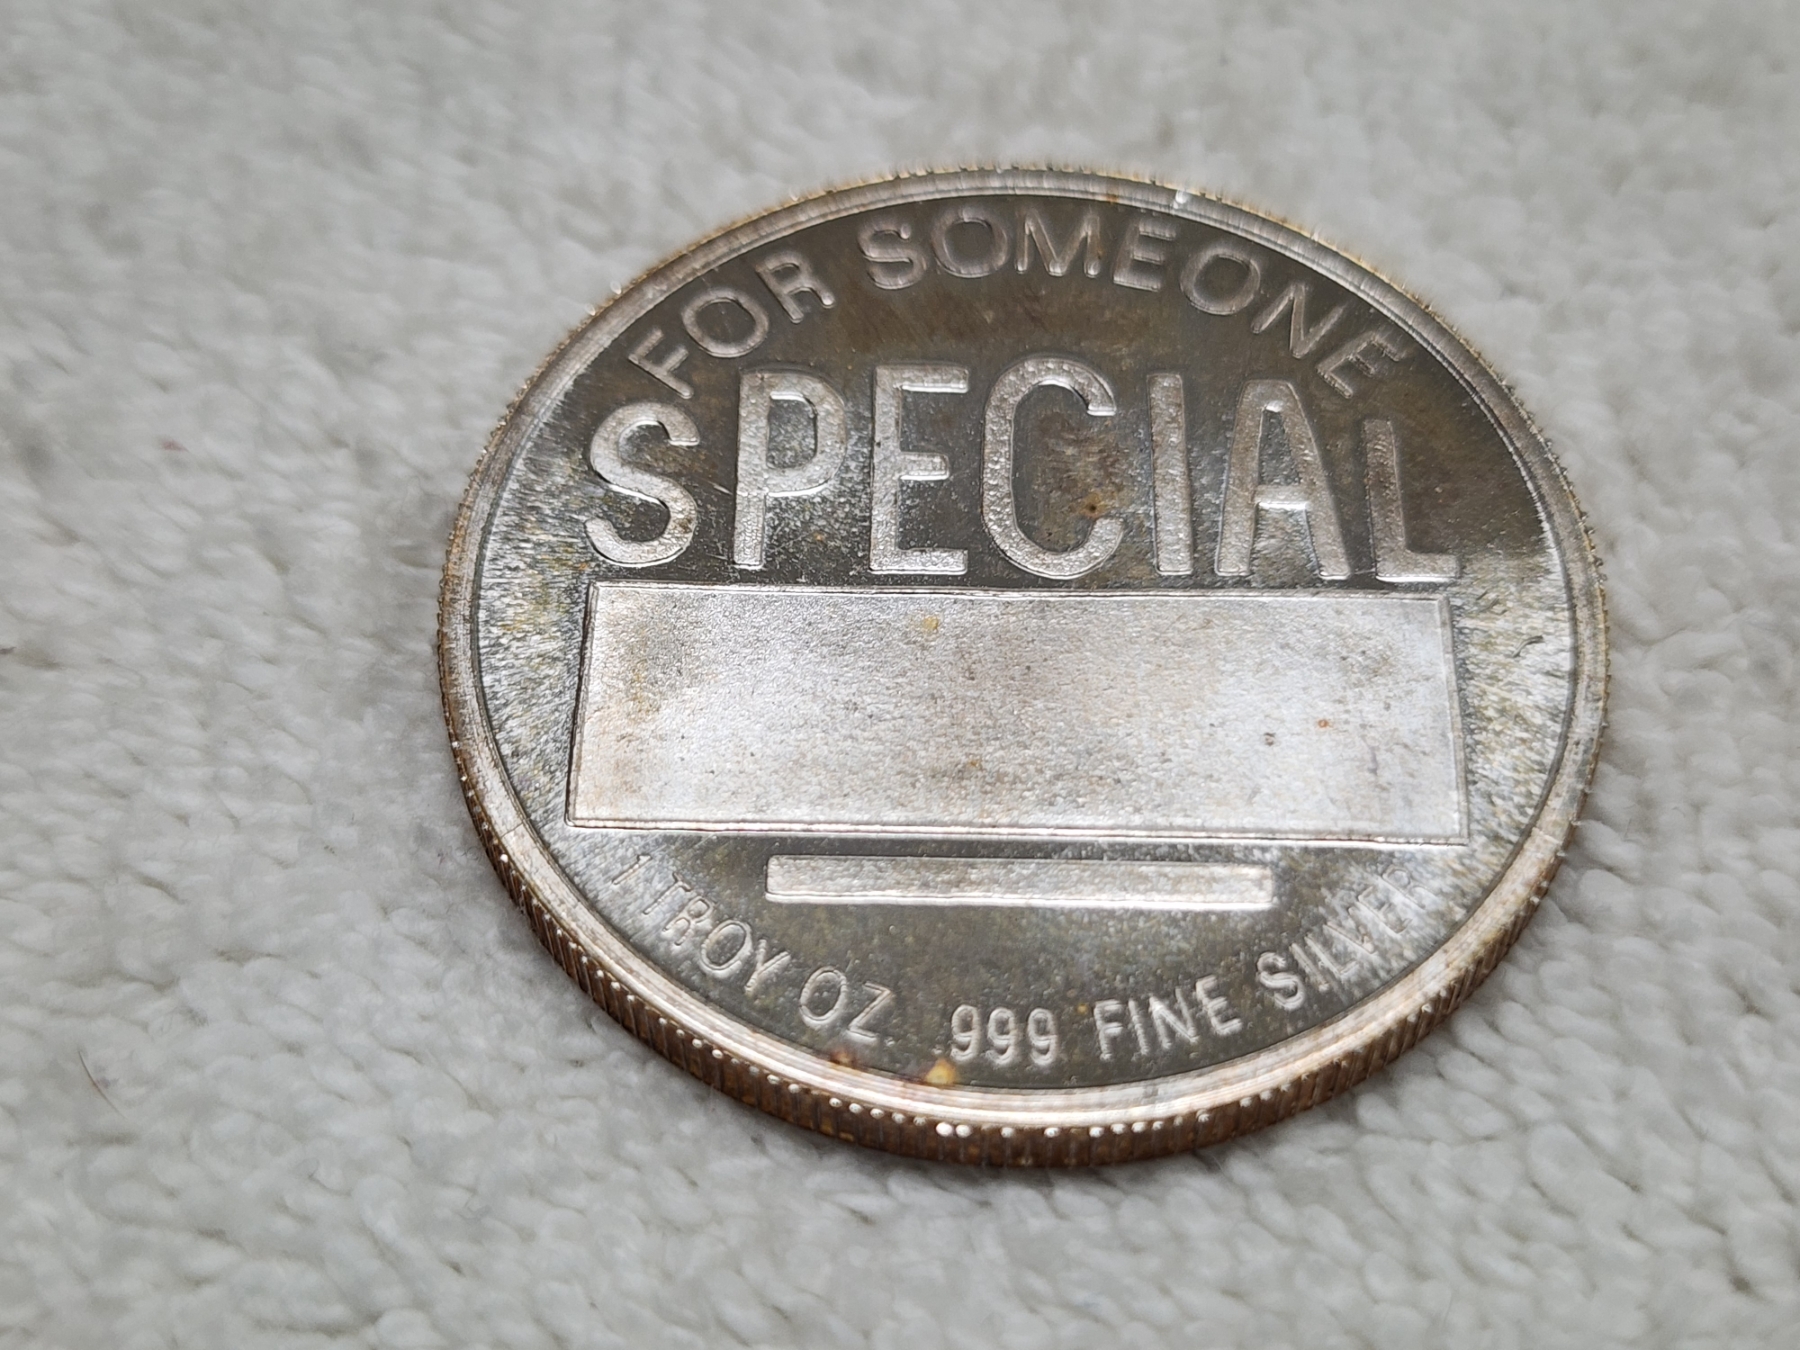 FOR SOMEONE
SPECIAL
1 TROY OZ. .999 FINE SILVER